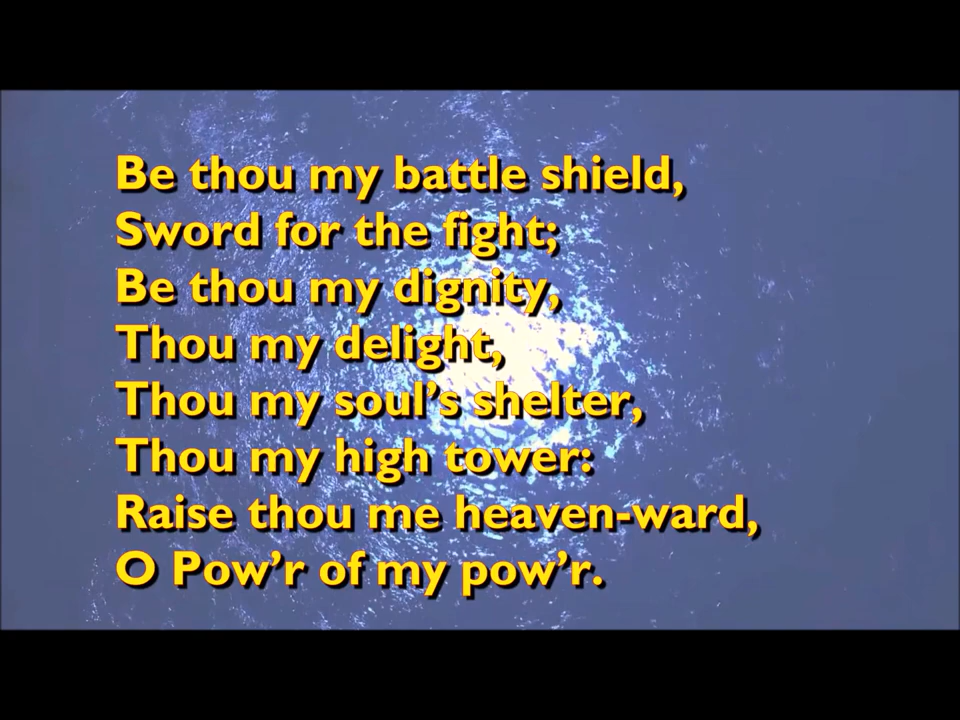 Be thou my battle shield,
Sword for the fight;
Be thou my dignity,
Thou my delight,
Thou my soul’s shelter,
Thou my high tower:
Raise thou me heaven-ward,
O Pow’r of my pow’r.